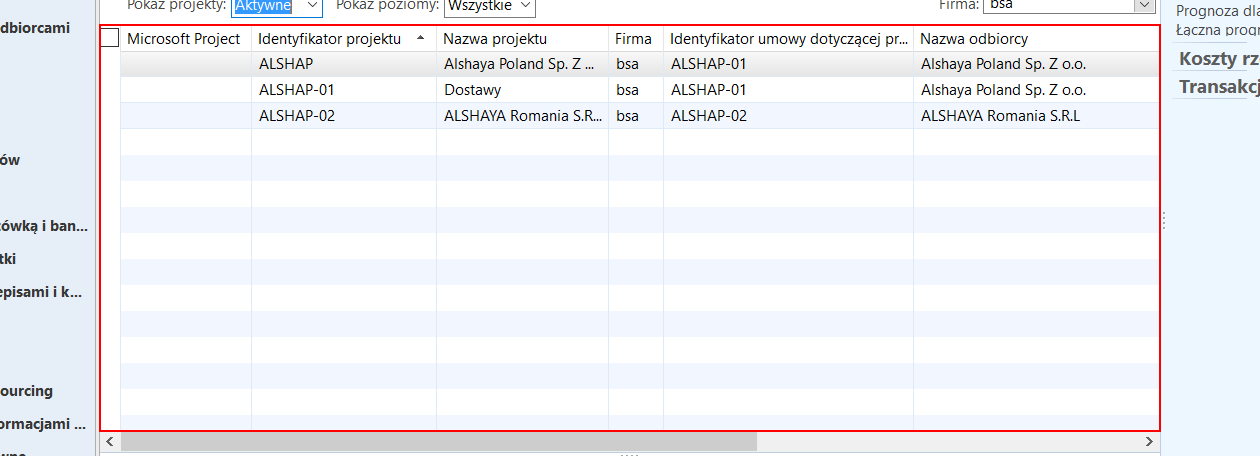 Pokaż projekty: Aktywne Pokaż poziomy: Wszystkie Firma: bsa
Microsoft Project Identyfikator projektu Nazwa projektu Firma Identyfikator umowy dotyczącej pr... Nazwa odbiorcy
ALSHAP Alshaya Poland Sp. Z ... bsa ALSHAP-01 Alshaya Poland Sp. Z o.o.
ALSHAP-01 Dostawy bsa ALSHAP-01 Alshaya Poland Sp. Z o.o.
ALSHAP-02 ALSHAYA Romania S.R... bsa ALSHAP-02 ALSHAYA Romania S.R.L
dbiorcami
ów
ówką i ban...
tki
episami i k...
ourcing
ormacjami ...
Prognoza dla
Łączna progn
Koszty rz
Transakcj